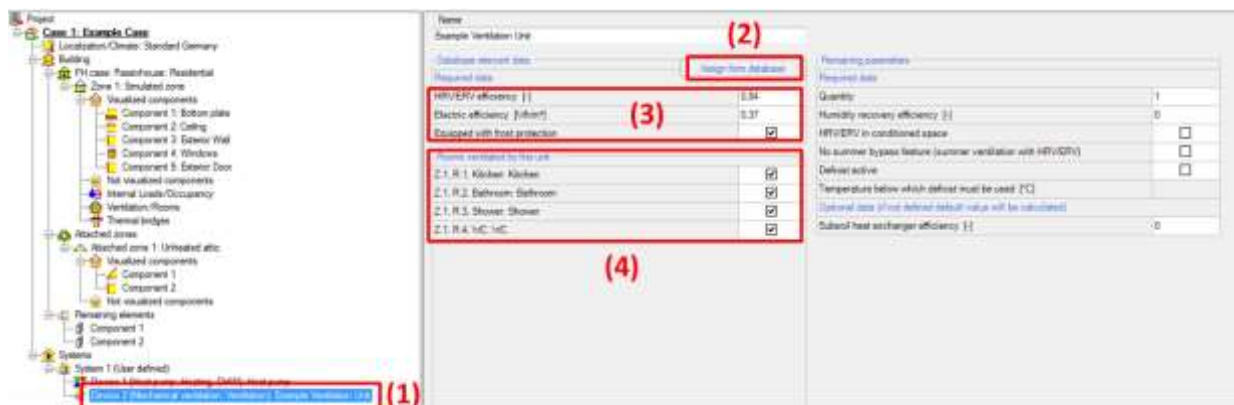 Project
Case 1: Example Case
Localization/Climate: Standard Germany
Building
PH case: Passivhouse: Residential
Zone 1: Simulated zone
Visualized components
Component 1: Bottom plate
Component 2: Ceiling
Component 3: Exterior Wall
Component 4: Windows
Component 5: Exterior Door
Not visualized components
Internal Loads/Occupancy
Ventilation/Rooms
Thermal bridges
Attached zones
Attached zone 1: Unheated attic
Visualized components
Component 1
Component 2
Not visualized components
Remaining elements
Component 1
Component 2
Systems
System 1 (User defined)
Device 1 (Heat pump: Heating, DHW): Heat pump
Device 2 (Mechanical ventilation: Ventilation): Example Ventilation Unit
(1)
Name
Example Ventilation Unit
(2)
Database element data
Assign from database
Required data
HRV/ERV efficiency [-] 0.84
Electric efficiency [Wh/m³] 0.37
Equipped with frost protection
(3)
Rooms ventilated by this unit
Z.1, R.1: Kitchen: Kitchen
Z.1, R.2: Bathroom: Bathroom
Z.1, R.3: Shower: Shower
Z.1, R.4: WC: WC
(4)
Remaining parameters
Required data
Quantity 1
Humidity recovery efficiency [-] 0
HRV/ERV in conditioned space
No summer bypass feature (summer ventilation with HRV/ERV)
Defrost active
Temperature below which defrost must be used [°C]
Optional data (if not defined default value will be calculated)
Subsoil heat exchanger efficiency [-] 0